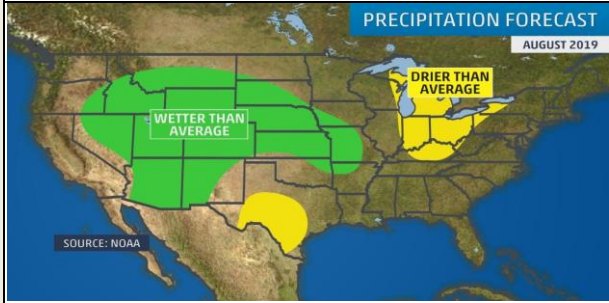 PRECIPITATION FORECAST
AUGUST 2019
DRIER THAN
AVERAGE
WETTER THAN
AVERAGE
SOURCE: NOAA